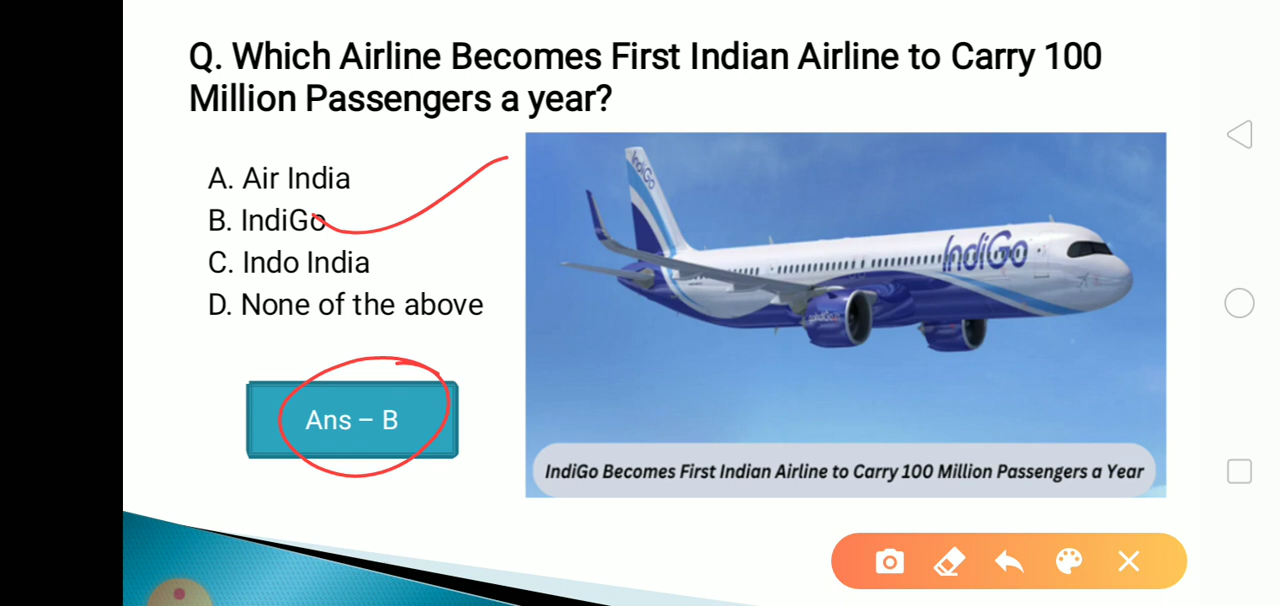 Q. Which Airline Becomes First Indian Airline to Carry 100
Million Passengers a year?
A. Air India
B. IndiGo
C. Indo India
D. None of the above
Ans – B
IndiGo
IndiGo
IndiGo Becomes First Indian Airline to Carry 100 Million Passengers a Year